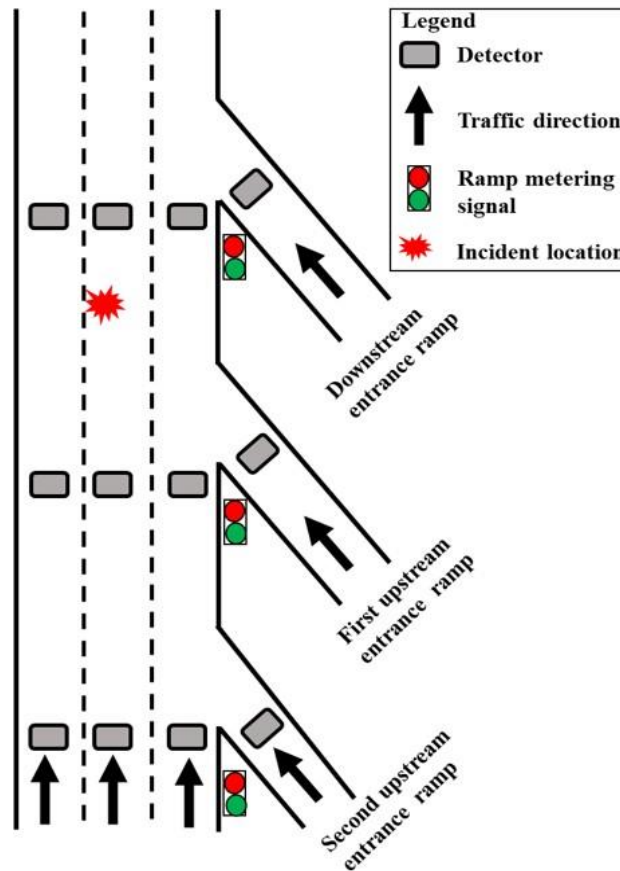 Legend
Detector
Traffic direction
Ramp metering
signal
Incident location
Downstream
entrance ramp
First upstream
entrance ramp
Second upstream
entrance ramp